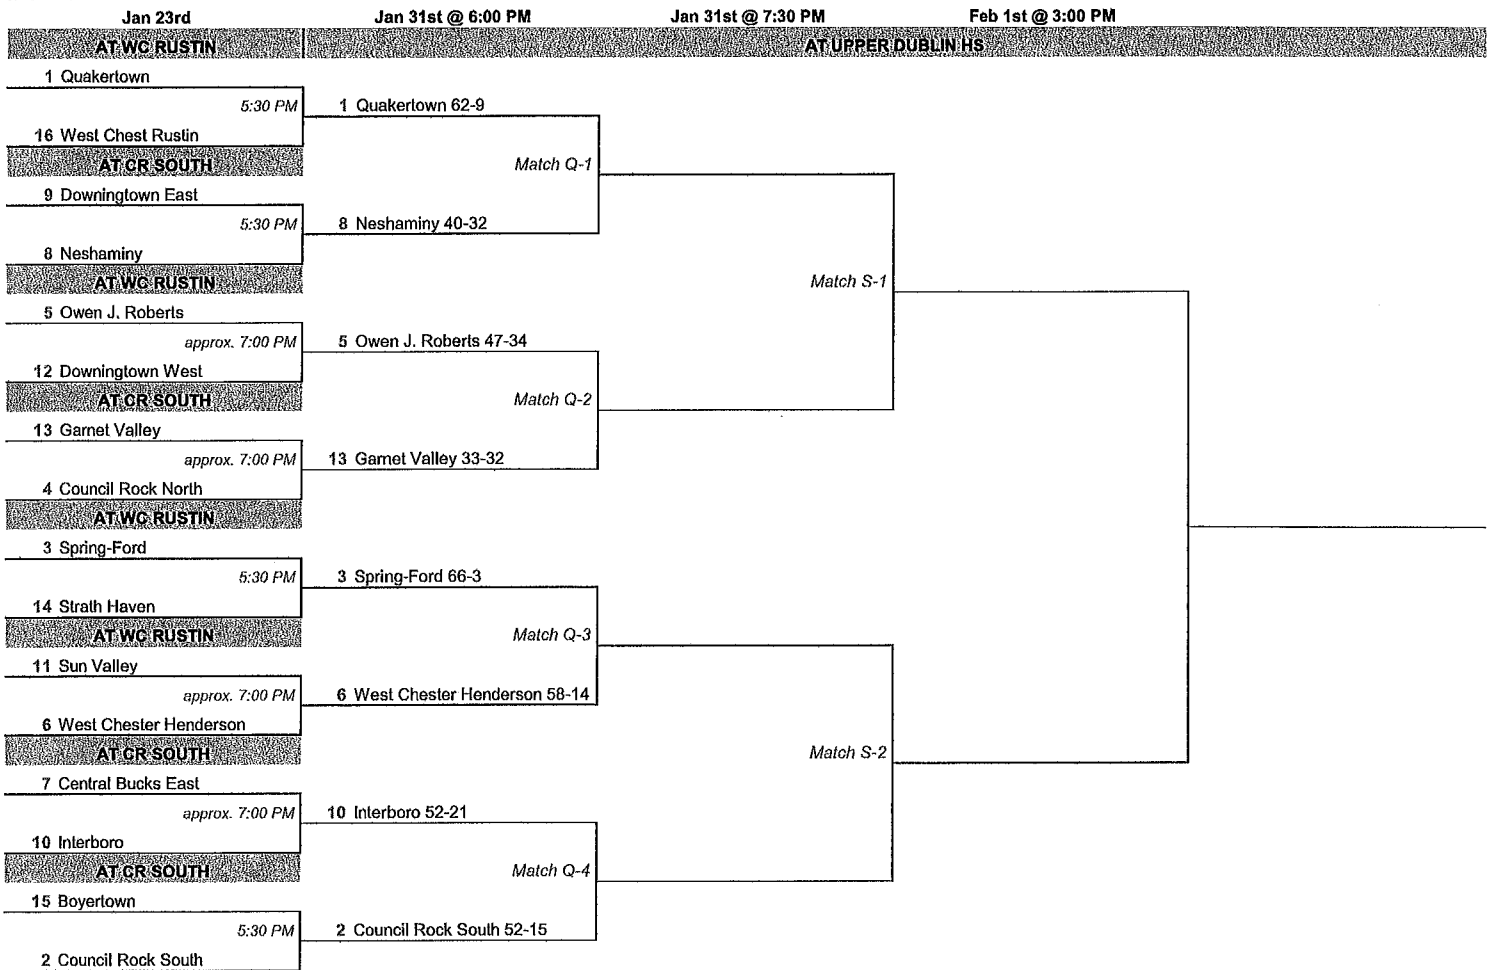 Jan 23rd Jan 31st @ 6:00 PM Jan 31st @ 7:30 PM Feb 1st @ 3:00 PM
AT WC RUSTIN AT UPPER DUBLIN HS
1 Quakertown
5:30 PM 1 Quakertown 62-9
16 West Chest Rustin
AT CR SOUTH Match Q-1
9 Downingtown East
5:30 PM 8 Neshaminy 40-32
8 Neshaminy
AT WC RUSTIN Match S-1
5 Owen J. Roberts
approx. 7:00 PM 5 Owen J. Roberts 47-34
12 Downingtown West
AT CR SOUTH Match Q-2
13 Garnet Valley
approx. 7:00 PM 13 Garnet Valley 33-32
4 Council Rock North
AT WC RUSTIN
3 Spring-Ford
5:30 PM 3 Spring-Ford 66-3
14 Strath Haven
AT WC RUSTIN Match Q-3
11 Sun Valley
approx. 7:00 PM 6 West Chester Henderson 58-14
6 West Chester Henderson
AT CR SOUTH Match S-2
7 Central Bucks East
approx. 7:00 PM 10 Interboro 52-21
10 Interboro
AT CR SOUTH Match Q-4
15 Boyertown
5:30 PM 2 Council Rock South 52-15
2 Council Rock South